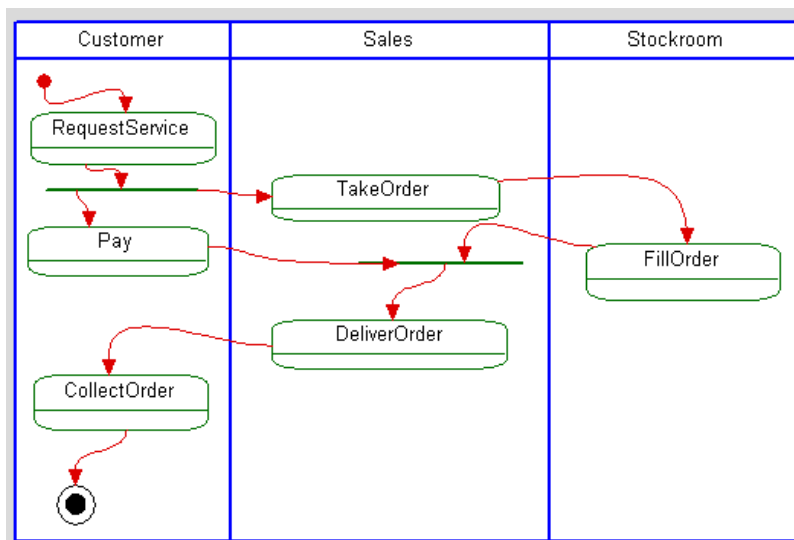 Customer
Sales
Stockroom
RequestService
TakeOrder
Pay
FillOrder
DeliverOrder
CollectOrder